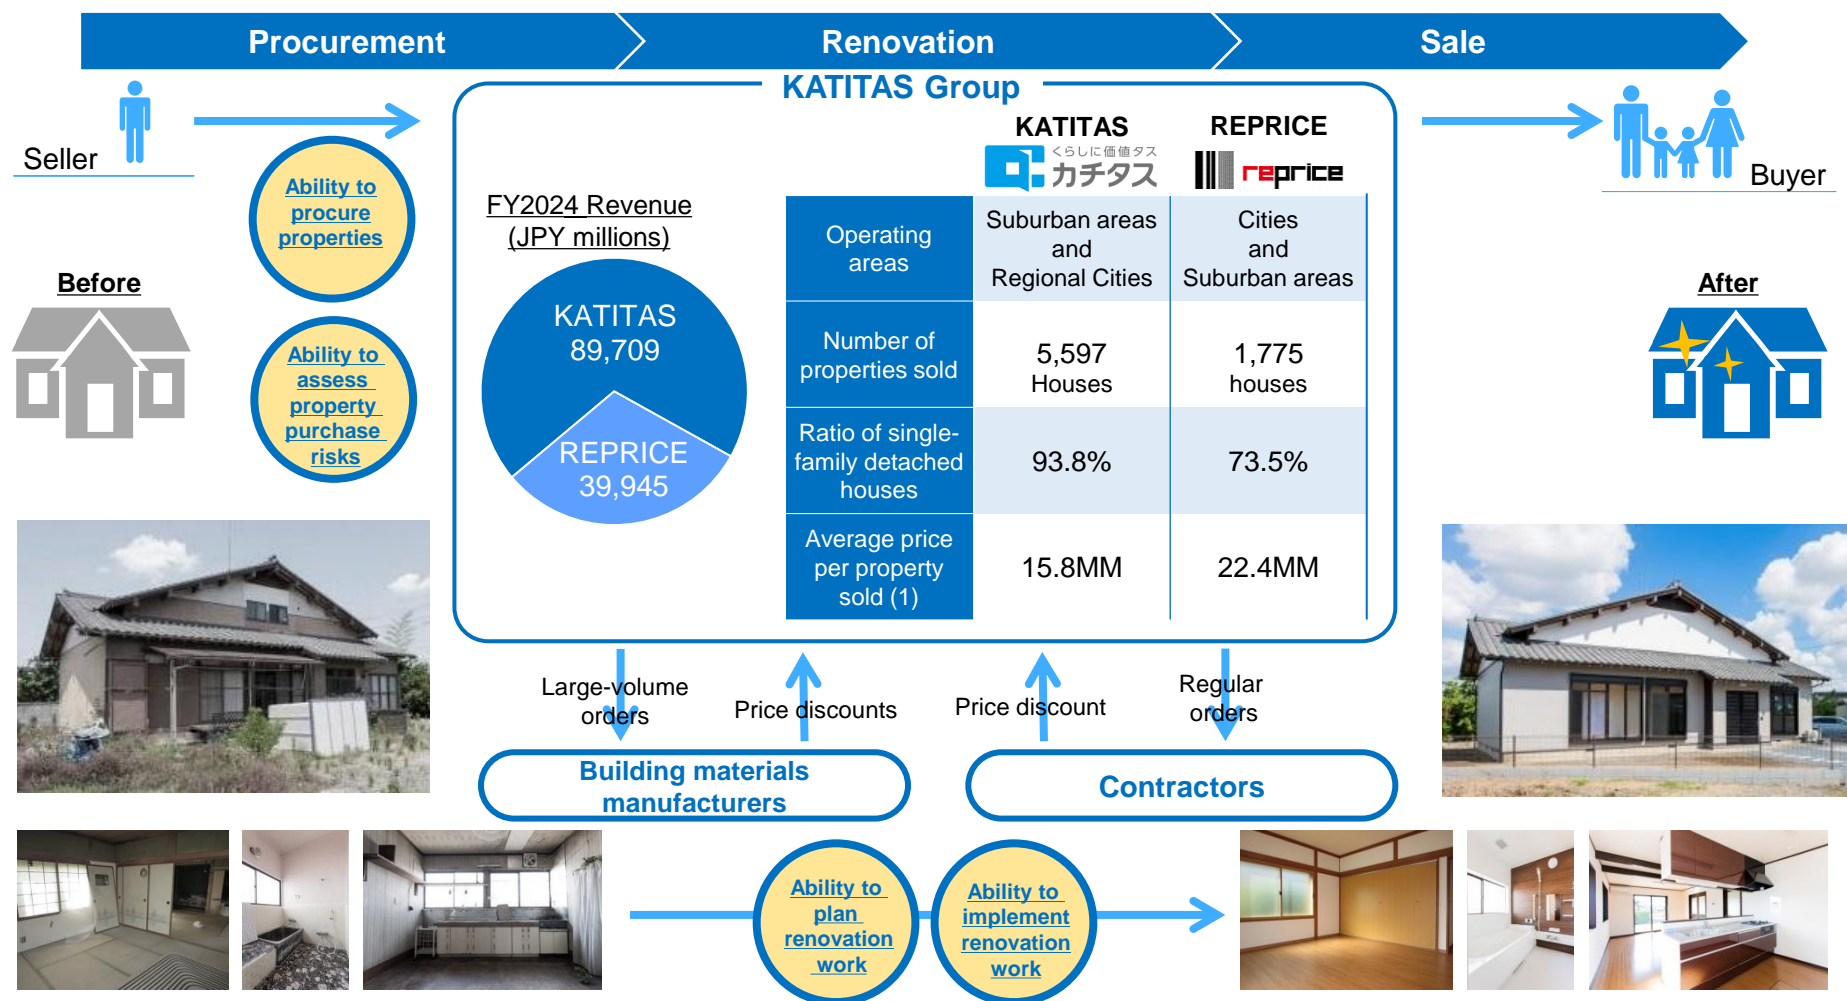 Procurement
Renovation
Sale
KATITAS Group
Seller
Buyer
Ability to
procure
properties
Before
Ability to
assess
property
purchase
risks
FY2024 Revenue
(JPY millions)
KATITAS
89,709
REPRICE
39,945
KATITAS
くらしに価値タス
カチタス
REPRICE
reprice
Operating
areas
Suburban areas
and
Regional Cities
Cities
and
Suburban areas
Number of
properties sold
5,597
Houses
1,775
houses
Ratio of single-
family detached
houses
93.8%
73.5%
Average price
per property
sold (1)
15.8MM
22.4MM
After
Large-volume
orders
Price discounts
Price discount
Regular
orders
Building materials
manufacturers
Contractors
Ability to
plan
renovation
work
Ability to
implement
renovation
work